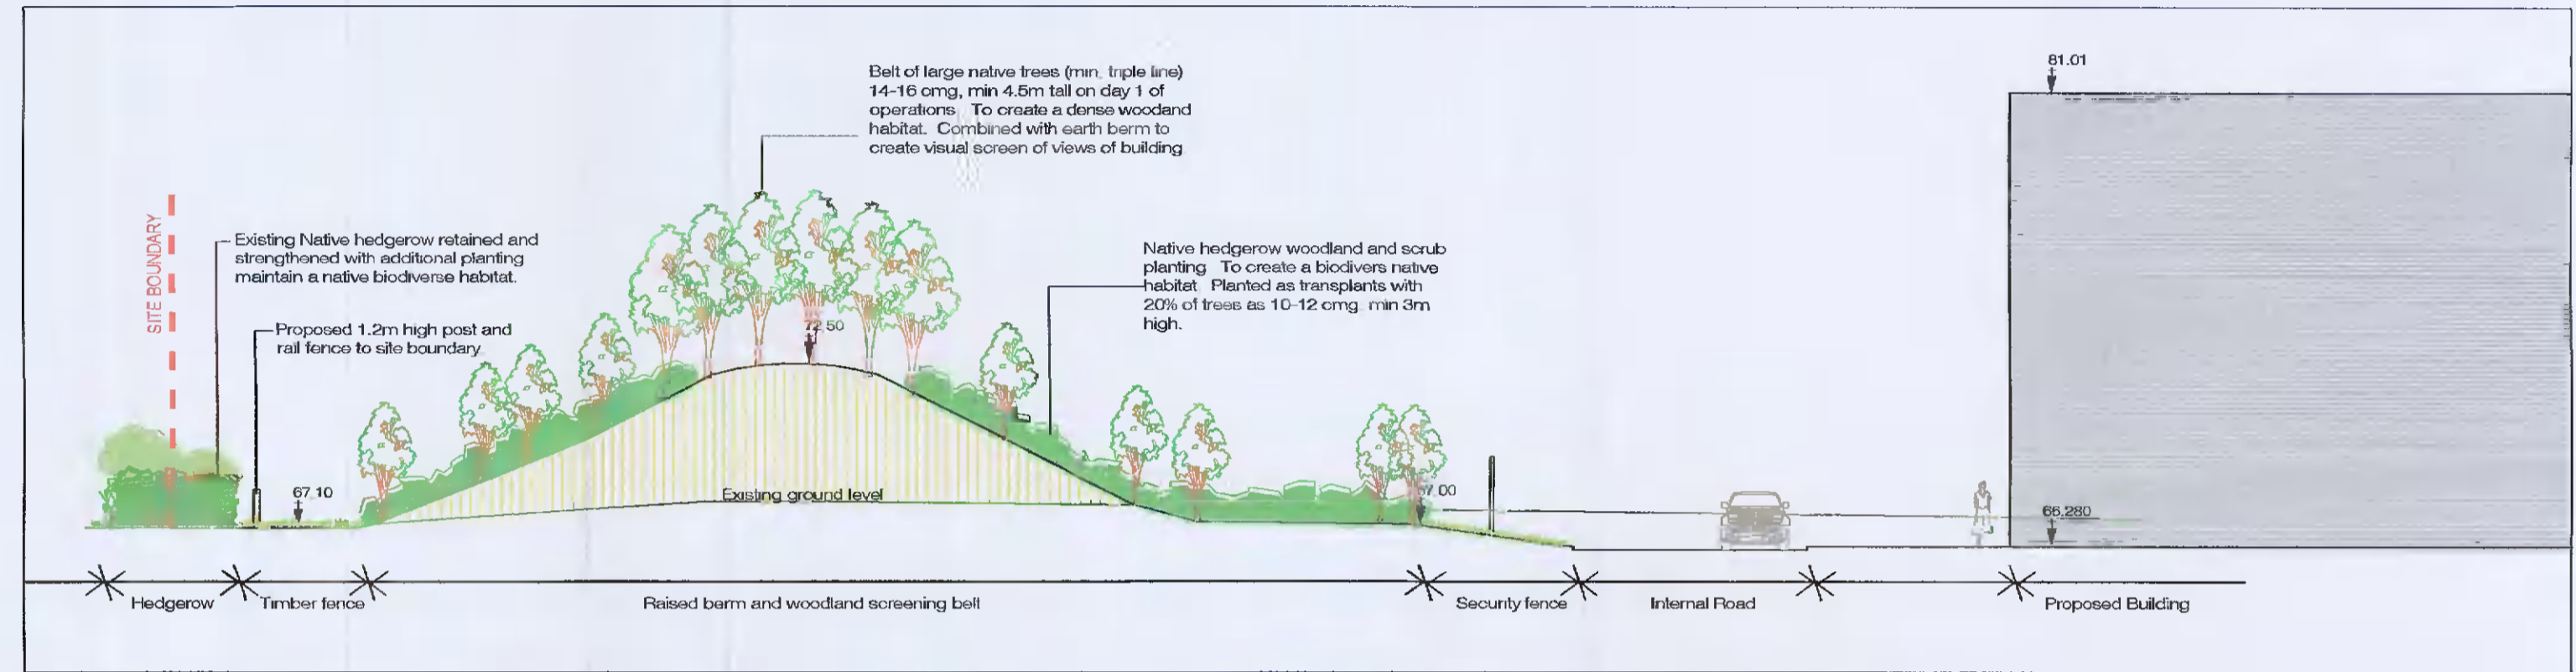 Belt of large native trees (min, triple line)
14-16 cmg, min 4.5m tall on day 1 of
operations To create a dense woodand
habitat. Combined with earth berm to
create visual screen of views of building
81.01
SITE BOUNDARY
Existing Native hedgerow retained and
strengthened with additional planting
maintain a native biodiverse habitat.
Proposed 1.2m high post and
rail fence to site boundary
Native hedgerow woodland and scrub
planting To create a biodivers native
habitat Planted as transplants with
20% of trees as 10-12 cmg min 3m
high.
72.50
67.10
Existing ground level
67.00
66.280
Hedgerow
Timber fence
Raised berm and woodland screening belt
Security fence
Internal Road
Proposed Building